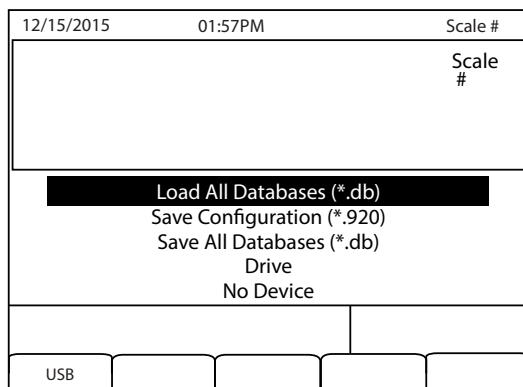 12/15/2015 01:57PM Scale #
Scale
#
Load All Databases (*.db)
Save Configuration (*.920)
Save All Databases (*.db)
Drive
No Device
USB